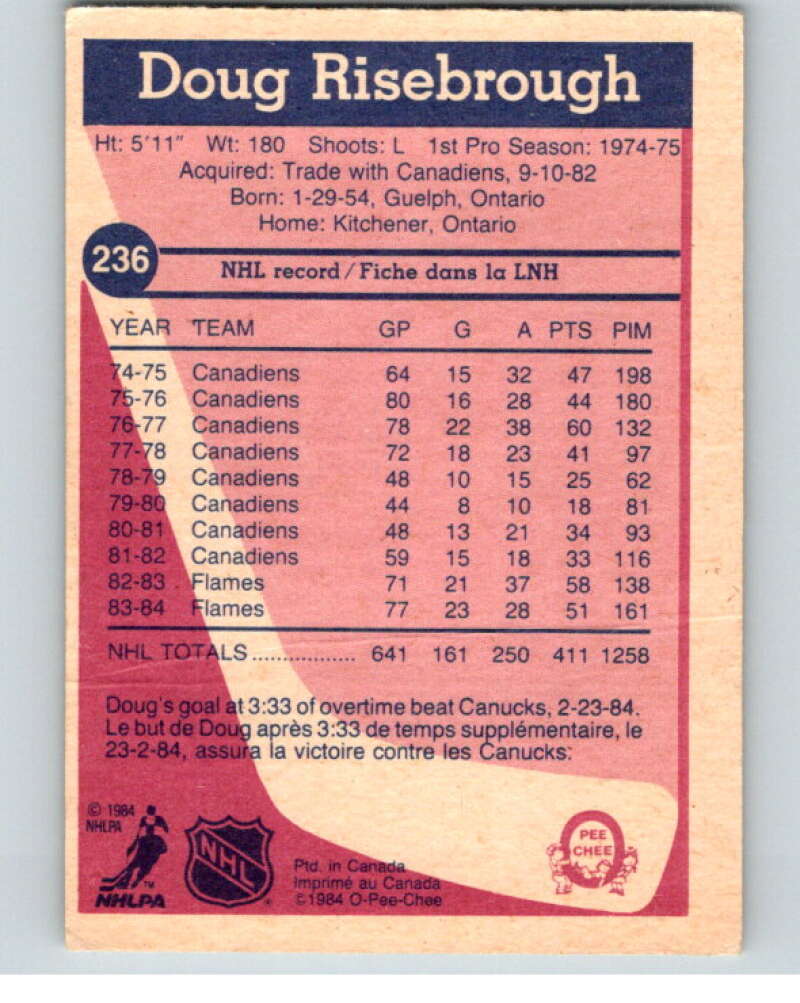 Doug Risebrough
Ht: 5'11" Wt: 180 Shoots: L 1st Pro Season: 1974-75
Acquired: Trade with Canadiens, 9-10-82
Born: 1-29-54, Guelph, Ontario
Home: Kitchener, Ontario
236
NHL record / Fiche dans la LNH
YEAR TEAM GP G A PTS PIM
74-75 Canadiens 64 15 32 47 198
75-76 Canadiens 80 16 28 44 180
76-77 Canadiens 78 22 38 60 132
77-78 Canadiens 72 18 23 41 97
78-79 Canadiens 48 10 15 25 62
79-80 Canadiens 44 8 10 18 81
80-81 Canadiens 48 13 21 34 93
81-82 Canadiens 59 15 18 33 116
82-83 Flames 71 21 37 58 138
83-84 Flames 77 23 28 51 161
NHL TOTALS.................. 641 161 250 411 1258
Doug's goal at 3:33 of overtime beat Canucks, 2-23-84.
Le but de Doug après 3:33 de temps supplémentaire, le
23-2-84, assura la victoire contre les Canucks.
© 1984
NHLPA
TM
NHLPA
NHL
Ptd. in Canada
Imprimé au Canada
©1984 O-Pee-Chee
PEE
CHEE